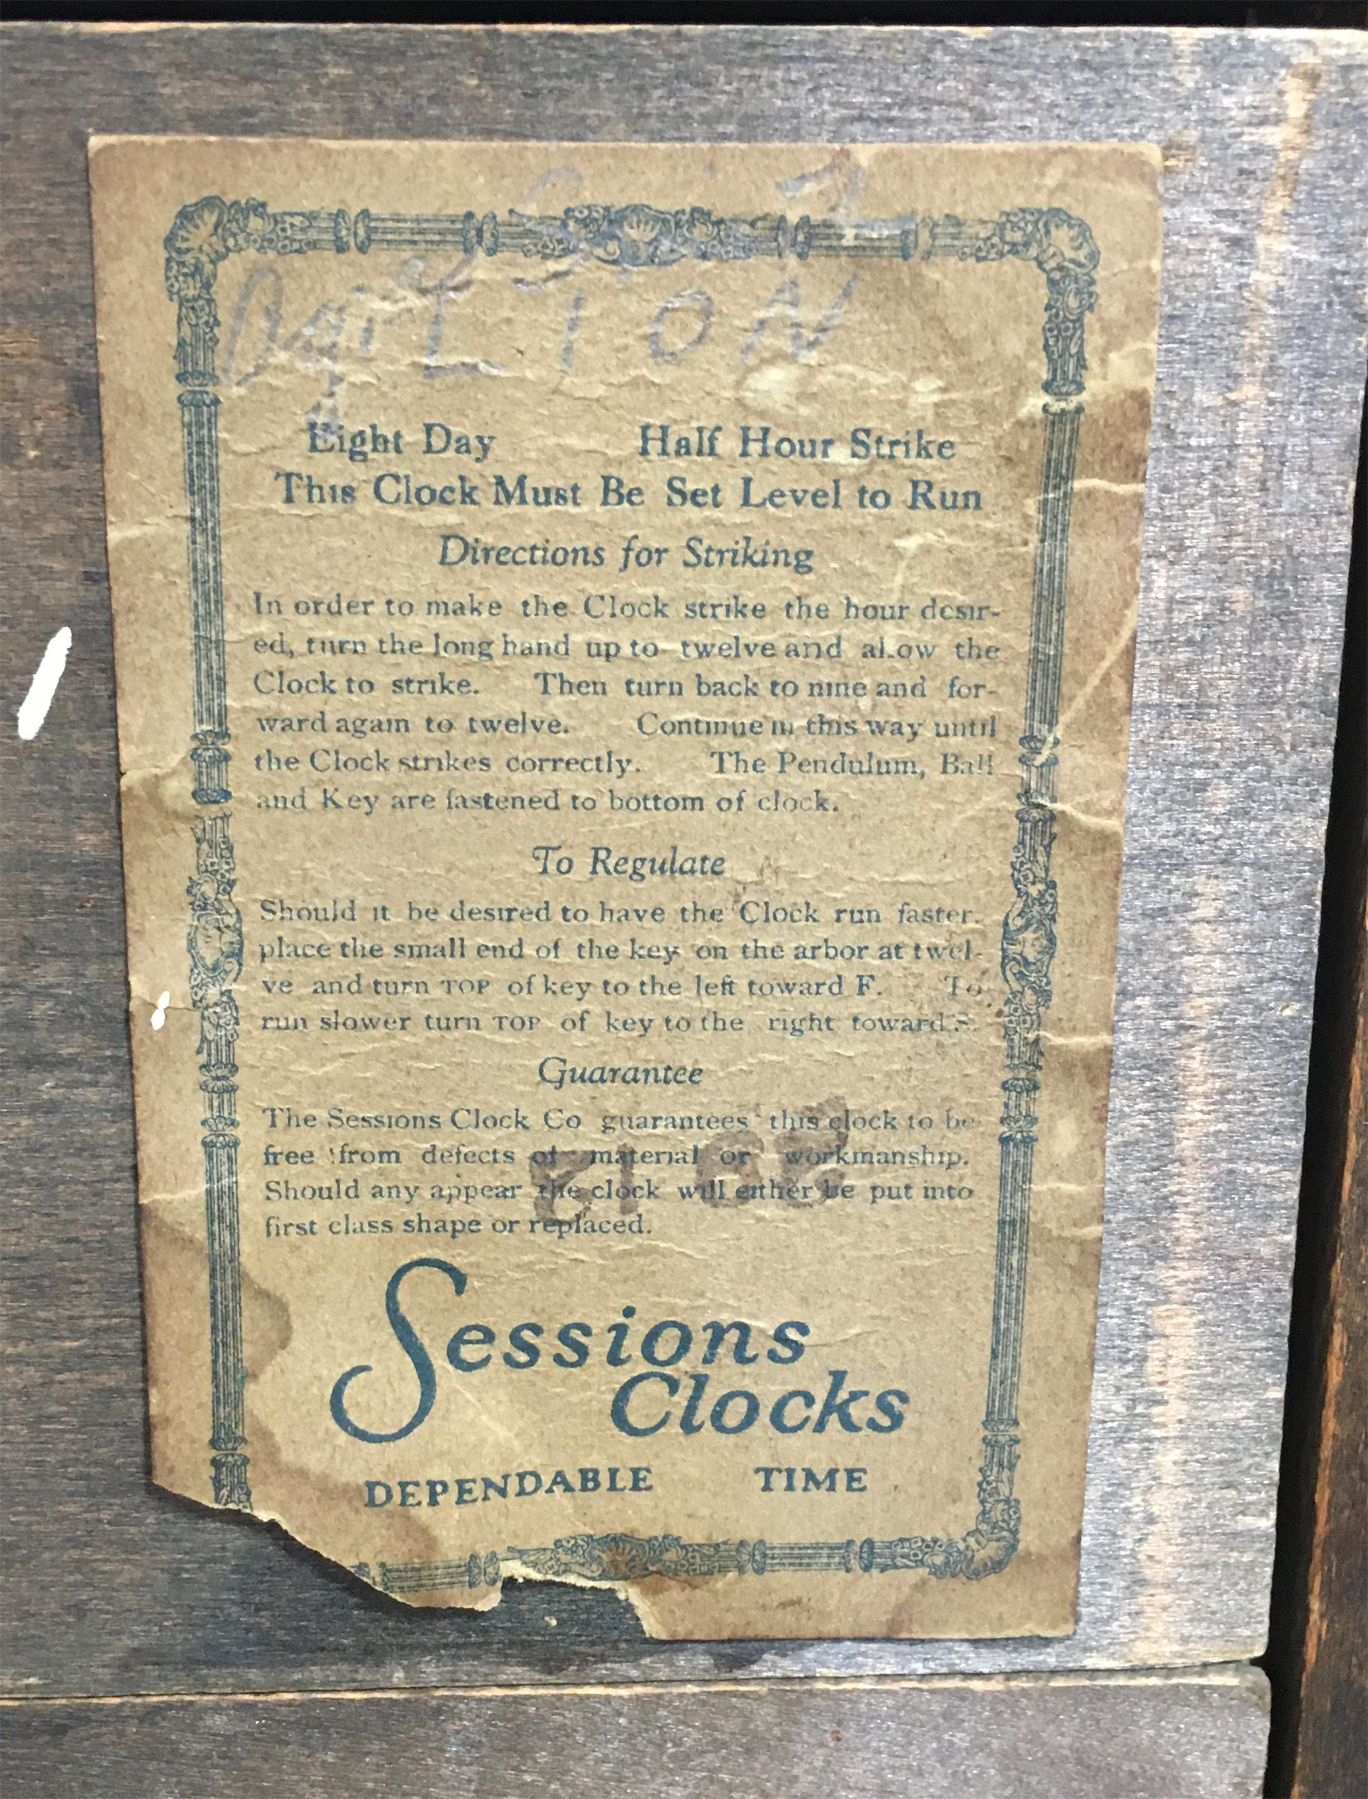 Eight Day Half Hour Strike
This Clock Must Be Set Level to Run
Directions for Striking
In order to make the Clock strike the hour desir-
ed, turn the long hand up to twelve and al.ow the
Clock to strike. Then turn back to nine and for-
ward again to twelve. Continue in this way until
the Clock strikes correctly. The Pendulum, Ball
and Key are fastened to bottom of clock.
To Regulate
Should it be desired to have the Clock run faster.
place the small end of the key on the arbor at twel-
ve and turn TOP of key to the left toward F. To
run slower turn TOP of key to the right toward S.
Guarantee
The Sessions Clock Co guarantees this clock to be
free from defects of material or workmanship.
Should any appear the clock will either be put into
first class shape or replaced.
Sessions
Clocks
DEPENDABLE TIME